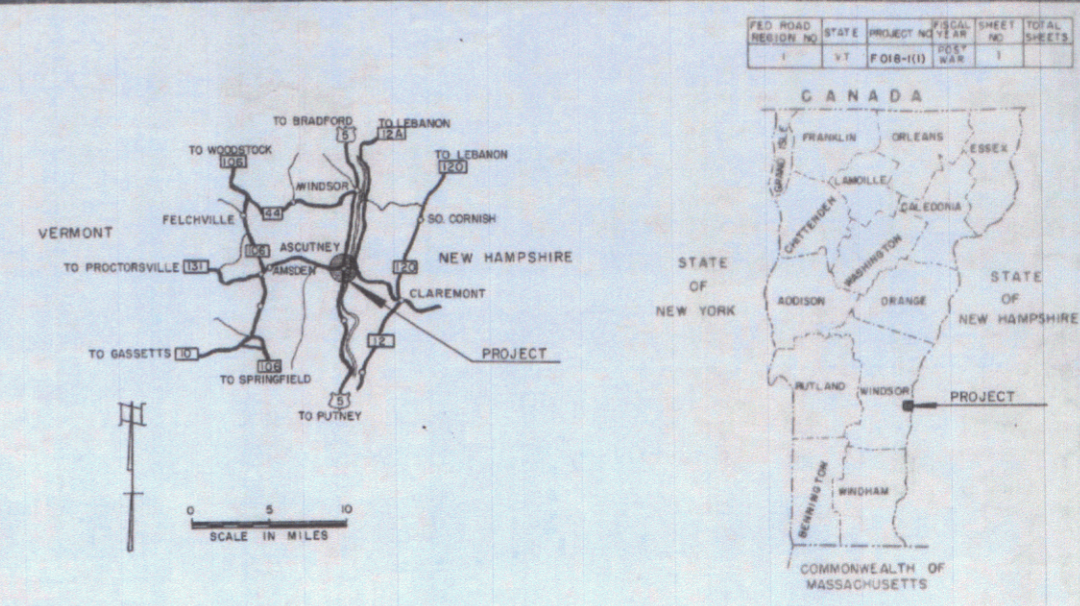 FED ROAD REGION NO
STATE
PROJECT NO
FISCAL YEAR
SHEET NO
TOTAL SHEETS
1
VT
F018-1(1)
POST WAR
1
CANADA
TO BRADFORD
5
TO LEBANON
12A
TO WOODSTOCK
106
TO LEBANON
120
WINDSOR
44
FELCHVILLE
SO. CORNISH
VERMONT
106
ASCUTNEY
NEW HAMPSHIRE
TO PROCTORSVILLE 131
AMSDEN
120
CLAREMONT
12
TO GASSETTS 10
106
TO SPRINGFIELD
PROJECT
5
TO PUTNEY
0 5 10
SCALE IN MILES
GRAND ISLE
FRANKLIN
ORLEANS
ESSEX
LAMOILLE
CALEDONIA
CHITTENDEN
WASHINGTON
STATE
OF
NEW YORK
ADDISON
ORANGE
STATE
OF
NEW HAMPSHIRE
RUTLAND
WINDSOR
PROJECT
BENNINGTON
WINDHAM
COMMONWEALTH OF
MASSACHUSETTS